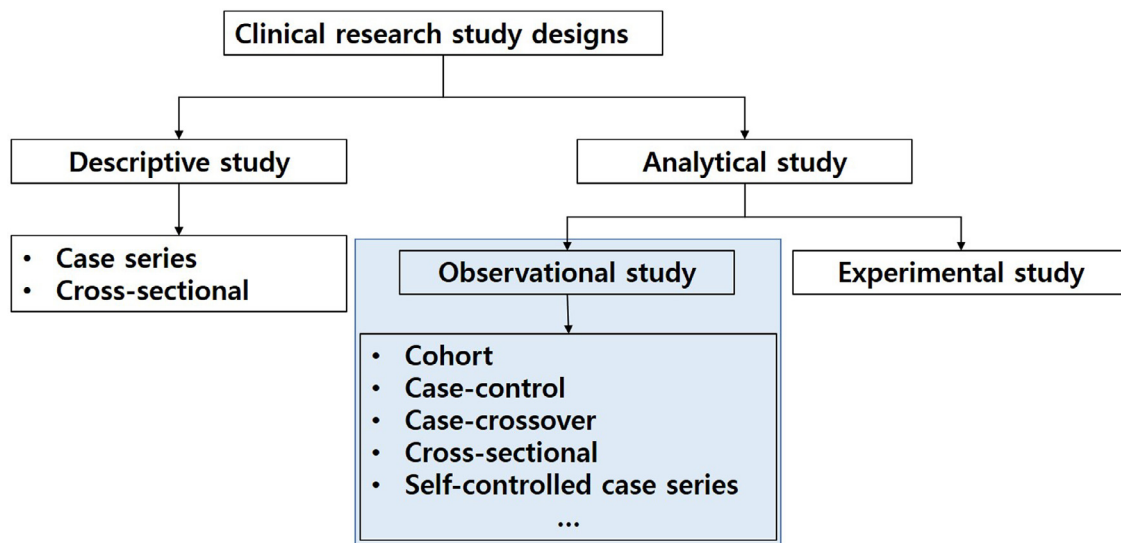 Clinical research study designs
Descriptive study
Analytical study
• Case series
• Cross-sectional
Observational study
Experimental study
• Cohort
• Case-control
• Case-crossover
• Cross-sectional
• Self-controlled case series
...